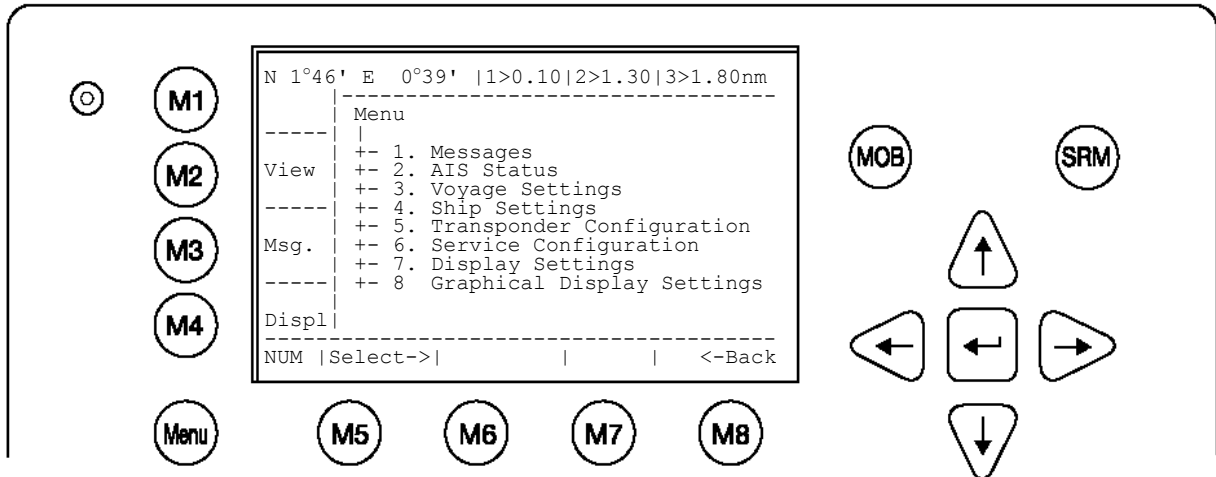 N 1°46' E 0°39' |1>0.10|2>1.30|3>1.80nm
Menu
+- 1. Messages
View | +- 2. AIS Status
+- 3. Voyage Settings
+- 4. Ship Settings
+- 5. Transponder Configuration
Msg. | +- 6. Service Configuration
+- 7. Display Settings
+- 8 Graphical Display Settings
Displ|
NUM |Select->| | | <-Back
M1
M2
M3
M4
Menu
M5 M6 M7 M8
MOB SRM